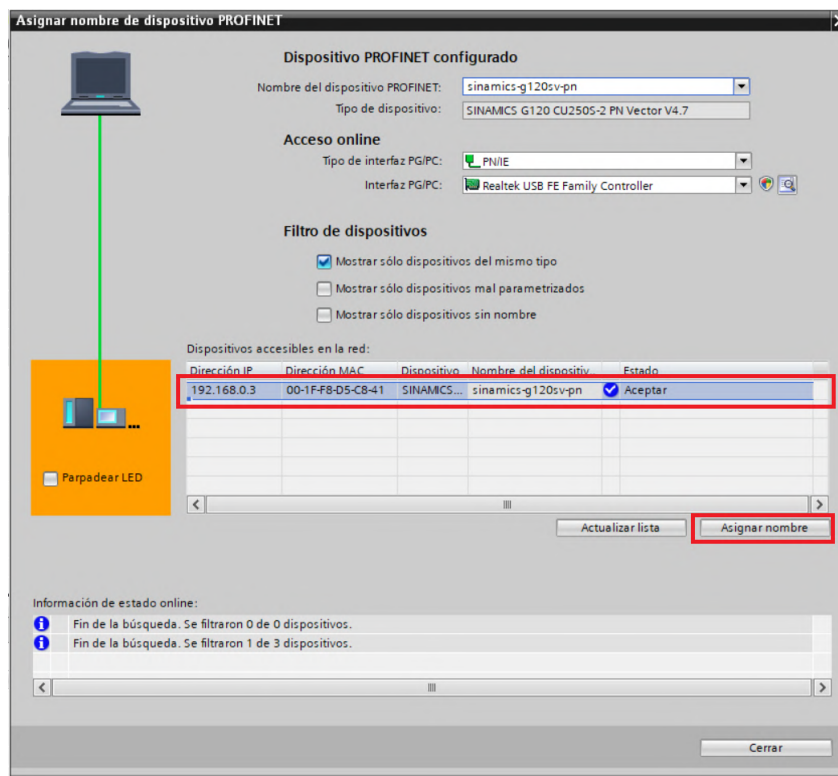 Asignar nombre de dispositivo PROFINET
Dispositivo PROFINET configurado
Nombre del dispositivo PROFINET: sinamics-g120sv-pn
Tipo de dispositivo: SINAMICS G120 CU250S-2 PN Vector V4.7
Acceso online
Tipo de interfaz PG/PC: PN/IE
Interfaz PG/PC: Realtek USB FE Family Controller
Filtro de dispositivos
Mostrar sólo dispositivos del mismo tipo
Mostrar sólo dispositivos mal parametrizados
Mostrar sólo dispositivos sin nombre
Dispositivos accesibles en la red:
Dirección IP Dirección MAC Dispositivo Nombre del dispositiv... Estado
192.168.0.3 00-1F-F8-D5-C8-41 SINAMICS... sinamics-g120sv-pn Aceptar
Parpadear LED
Actualizar lista Asignar nombre
Información de estado online:
Fin de la búsqueda. Se filtraron 0 de 0 dispositivos.
Fin de la búsqueda. Se filtraron 1 de 3 dispositivos.
Cerrar